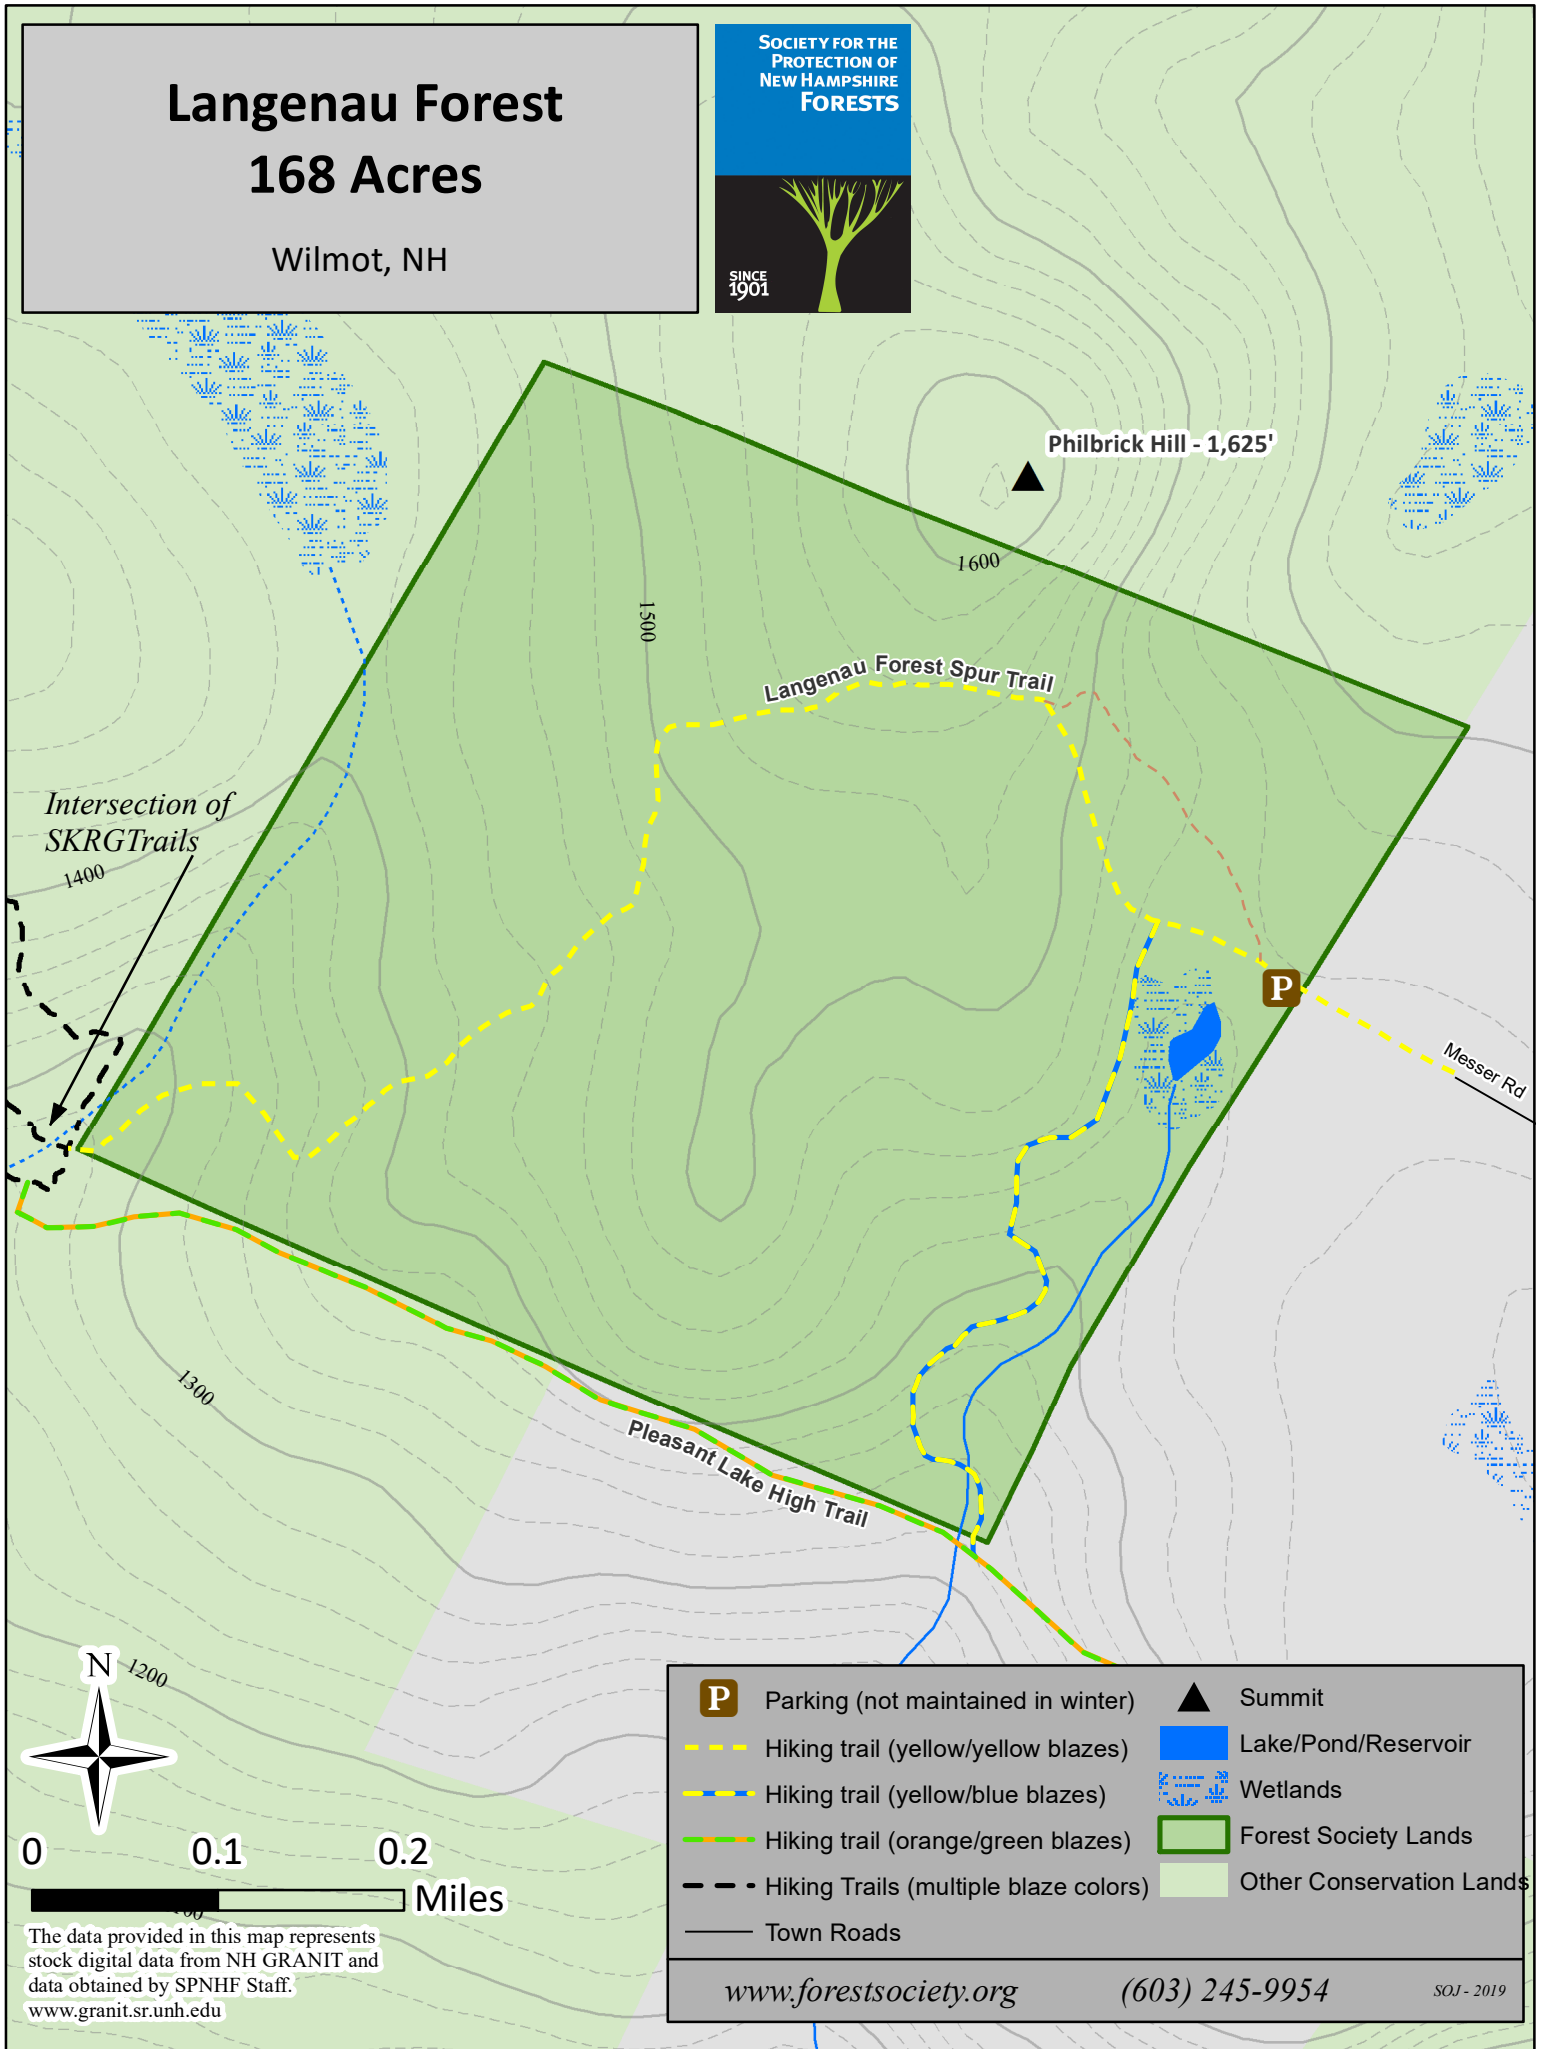 Langenau Forest
168 Acres
Wilmot, NH
SOCIETY FOR THE
PROTECTION OF
NEW HAMPSHIRE
FORESTS
SINCE
1901
Philbrick Hill - 1,625'
1600
1500
Langenau Forest Spur Trail
Intersection of
SKRGTrails
1400
P
Messer Rd
1300
Pleasant Lake High Trail
N
1200
0 0.1 0.2
Miles
The data provided in this map represents
stock digital data from NH GRANIT and
data obtained by SPNHF Staff.
www.granit.sr.unh.edu
P Parking (not maintained in winter)
Hiking trail (yellow/yellow blazes)
Hiking trail (yellow/blue blazes)
Hiking trail (orange/green blazes)
Hiking Trails (multiple blaze colors)
Town Roads
Summit
Lake/Pond/Reservoir
Wetlands
Forest Society Lands
Other Conservation Lands
www.forestsociety.org (603) 245-9954 SOJ - 2019